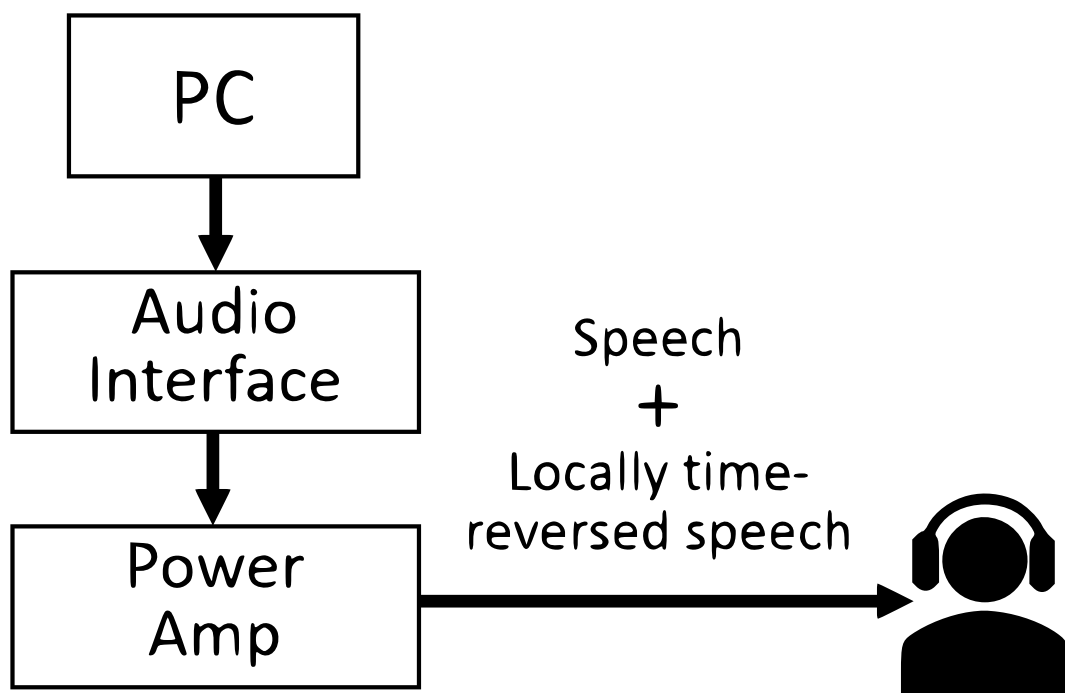 PC
Audio
Interface
Power
Amp
Speech
+
Locally time-
reversed speech